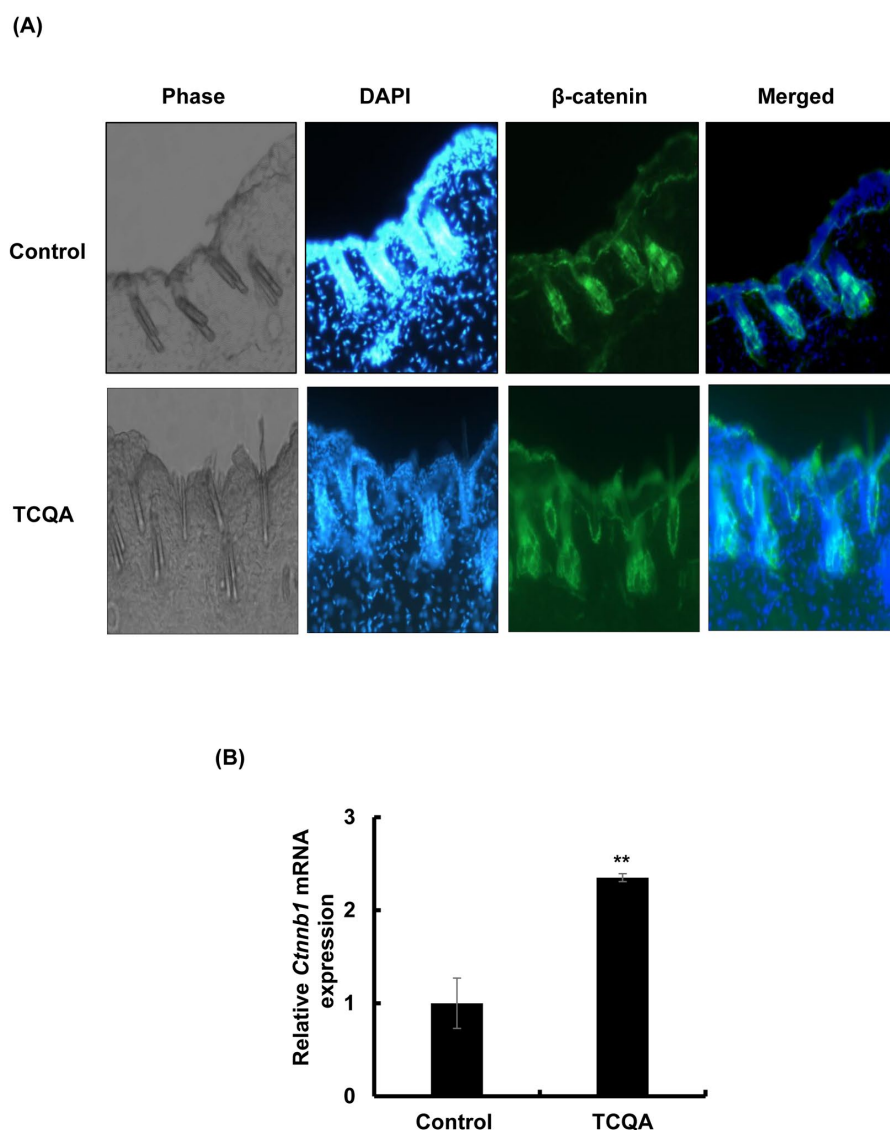 (A)
Phase DAPI β-catenin Merged
Control
TCQA
(B)
Relative Ctnnb1 mRNA
expression
3
2
1
0
**
Control TCQA